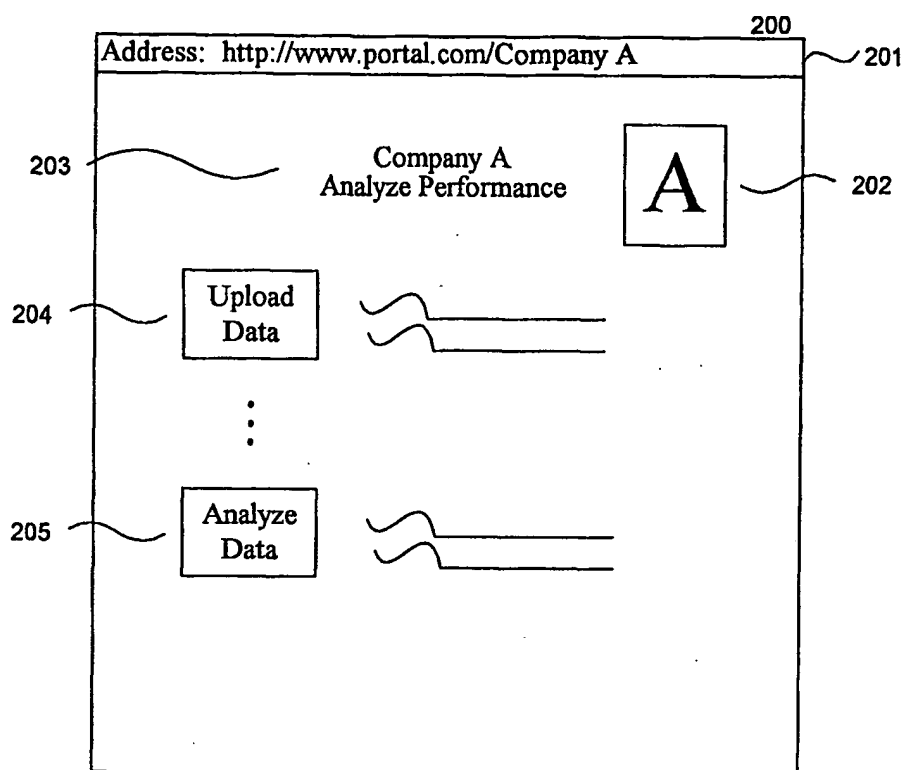 200
Address: http://www.portal.com/Company A
201
203
Company A
Analyze Performance
A
202
204
Upload
Data
205
Analyze
Data